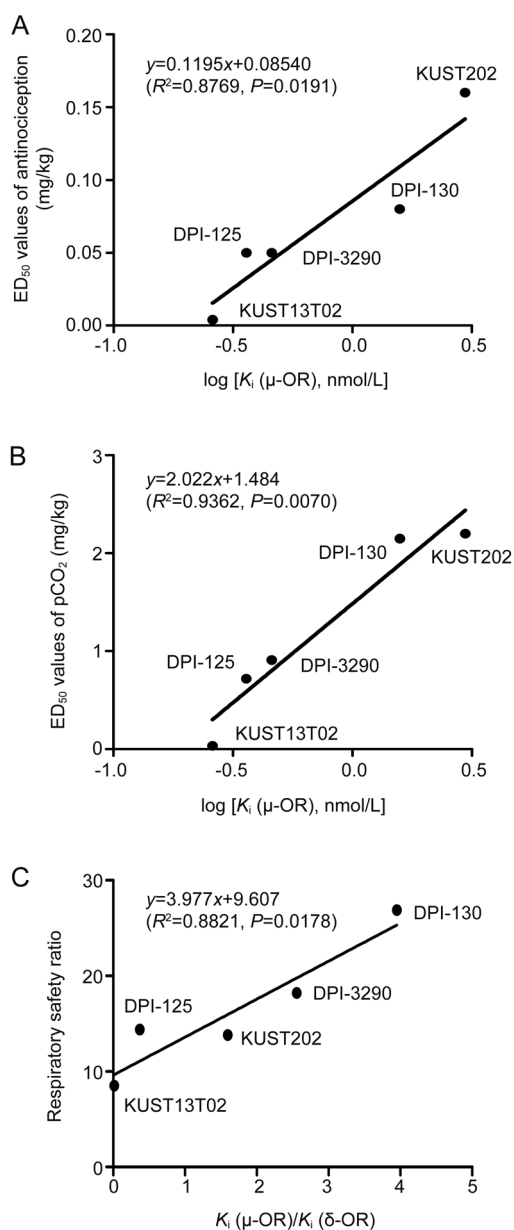 A
y=0.1195x+0.08540
(R²=0.8769, P=0.0191)
ED₅₀ values of antinociception
(mg/kg)
0.20
0.15
0.10
0.05
0.00
KUST202
DPI-130
DPI-125
DPI-3290
KUST13T02
-1.0
-0.5
0.0
0.5
log [Kᵢ (μ-OR), nmol/L]
B
y=2.022x+1.484
(R²=0.9362, P=0.0070)
ED₅₀ values of pCO₂ (mg/kg)
3
2
1
0
DPI-130
KUST202
DPI-125
DPI-3290
KUST13T02
-1.0
-0.5
0.0
0.5
log [Kᵢ (μ-OR), nmol/L]
C
y=3.977x+9.607
(R²=0.8821, P=0.0178)
Respiratory safety ratio
30
20
10
0
DPI-130
DPI-3290
DPI-125
KUST202
KUST13T02
0
1
2
3
4
5
Kᵢ (μ-OR)/Kᵢ (δ-OR)